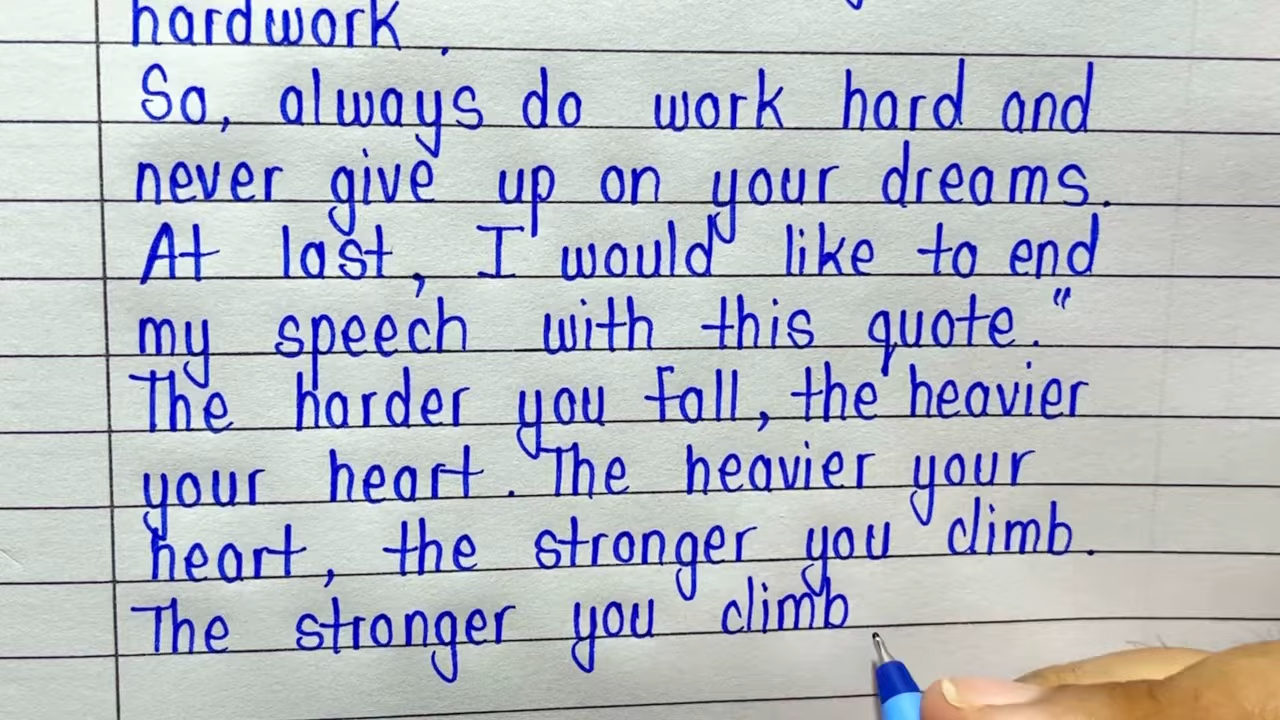 hardwork.
So, always do work hard and
never give up on your dreams.
At last, I would like to end
my speech with this quote."
The harder you fall, the heavier
your heart. The heavier your
heart, the stronger you climb.
The stronger you climb